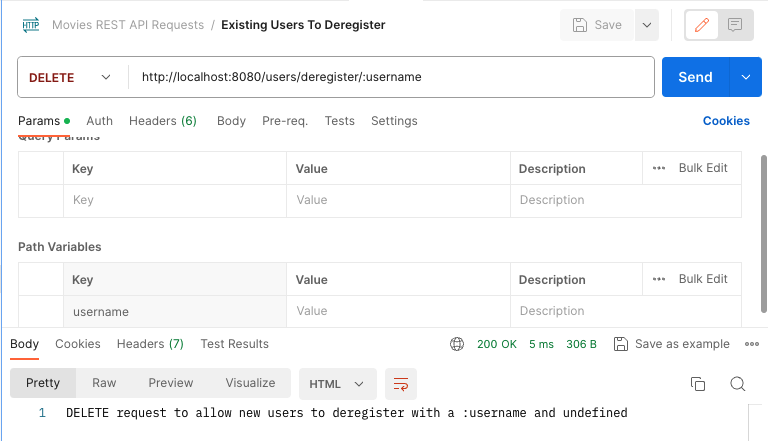 HTTP Movies REST API Requests / Existing Users To Deregister Save
DELETE http://localhost:8080/users/deregister/:username Send
Params Auth Headers (6) Body Pre-req. Tests Settings Cookies
Query Params
Key Value Description Bulk Edit
Key Value Description
Path Variables
Key Value Description Bulk Edit
username Value Description
Body Cookies Headers (7) Test Results 200 OK 5 ms 306 B Save as example
Pretty Raw Preview Visualize HTML
1 DELETE request to allow new users to deregister with a :username and undefined